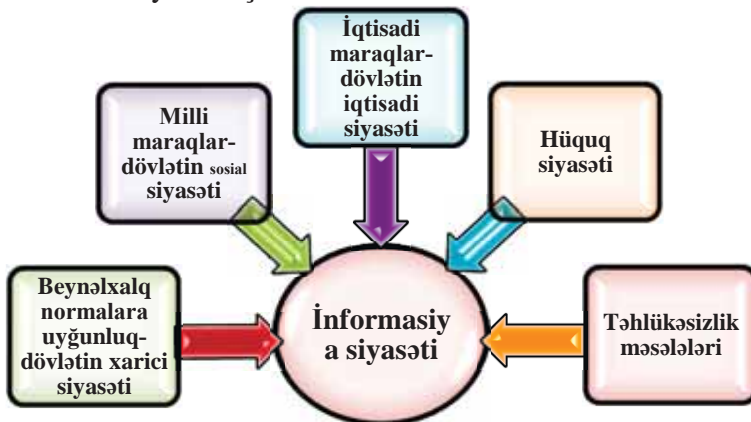 İqtisadi
maraqlar-
dövlətin
iqtisadi
siyasəti
Milli
maraqlar-
dövlətin sosial
siyasəti
Hüquq
siyasəti
Beynəlxalq
normalara
uyğunluq-
dövlətin xarici
siyasəti
İnformasiy
a siyasəti
Təhlükəsizlik
məsələləri